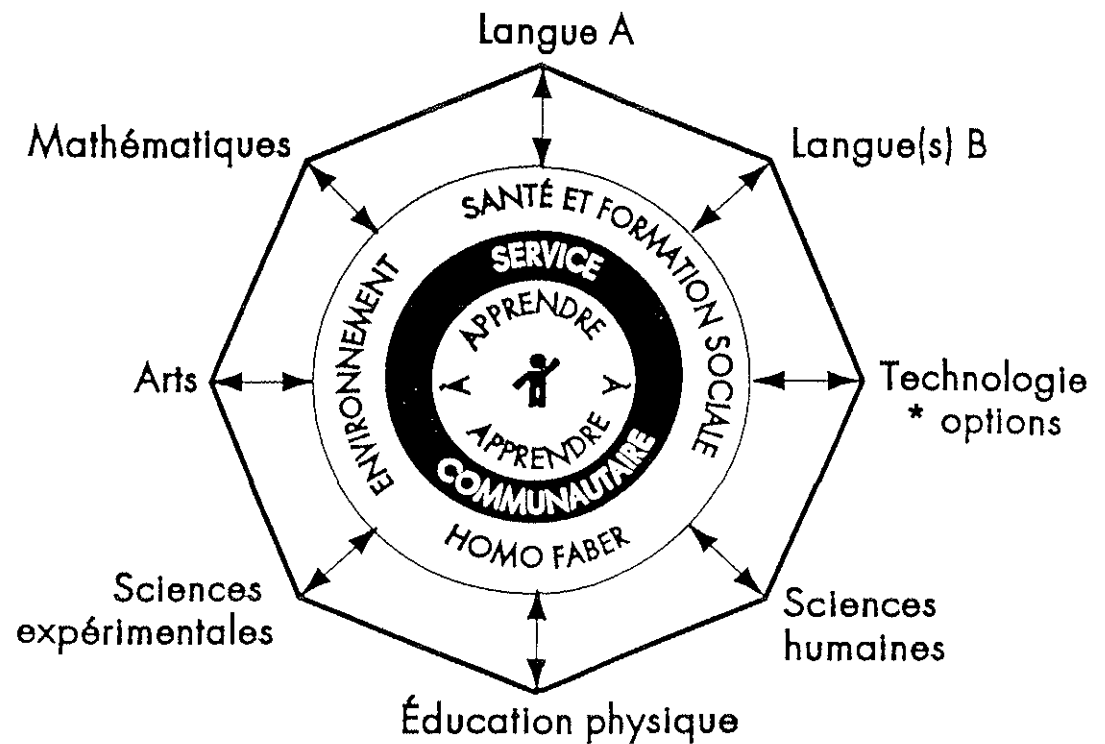 Langue A
Mathématiques
Langue(s) B
SANTÉ ET FORMATION SOCIALE
ENVIRONNEMENT
SERVICE
APPRENDRE
À
À
APPRENDRE
COMMUNAUTAIRE
HOMO FABER
Arts
Technologie
* options
Sciences
expérimentales
Sciences
humaines
Éducation physique